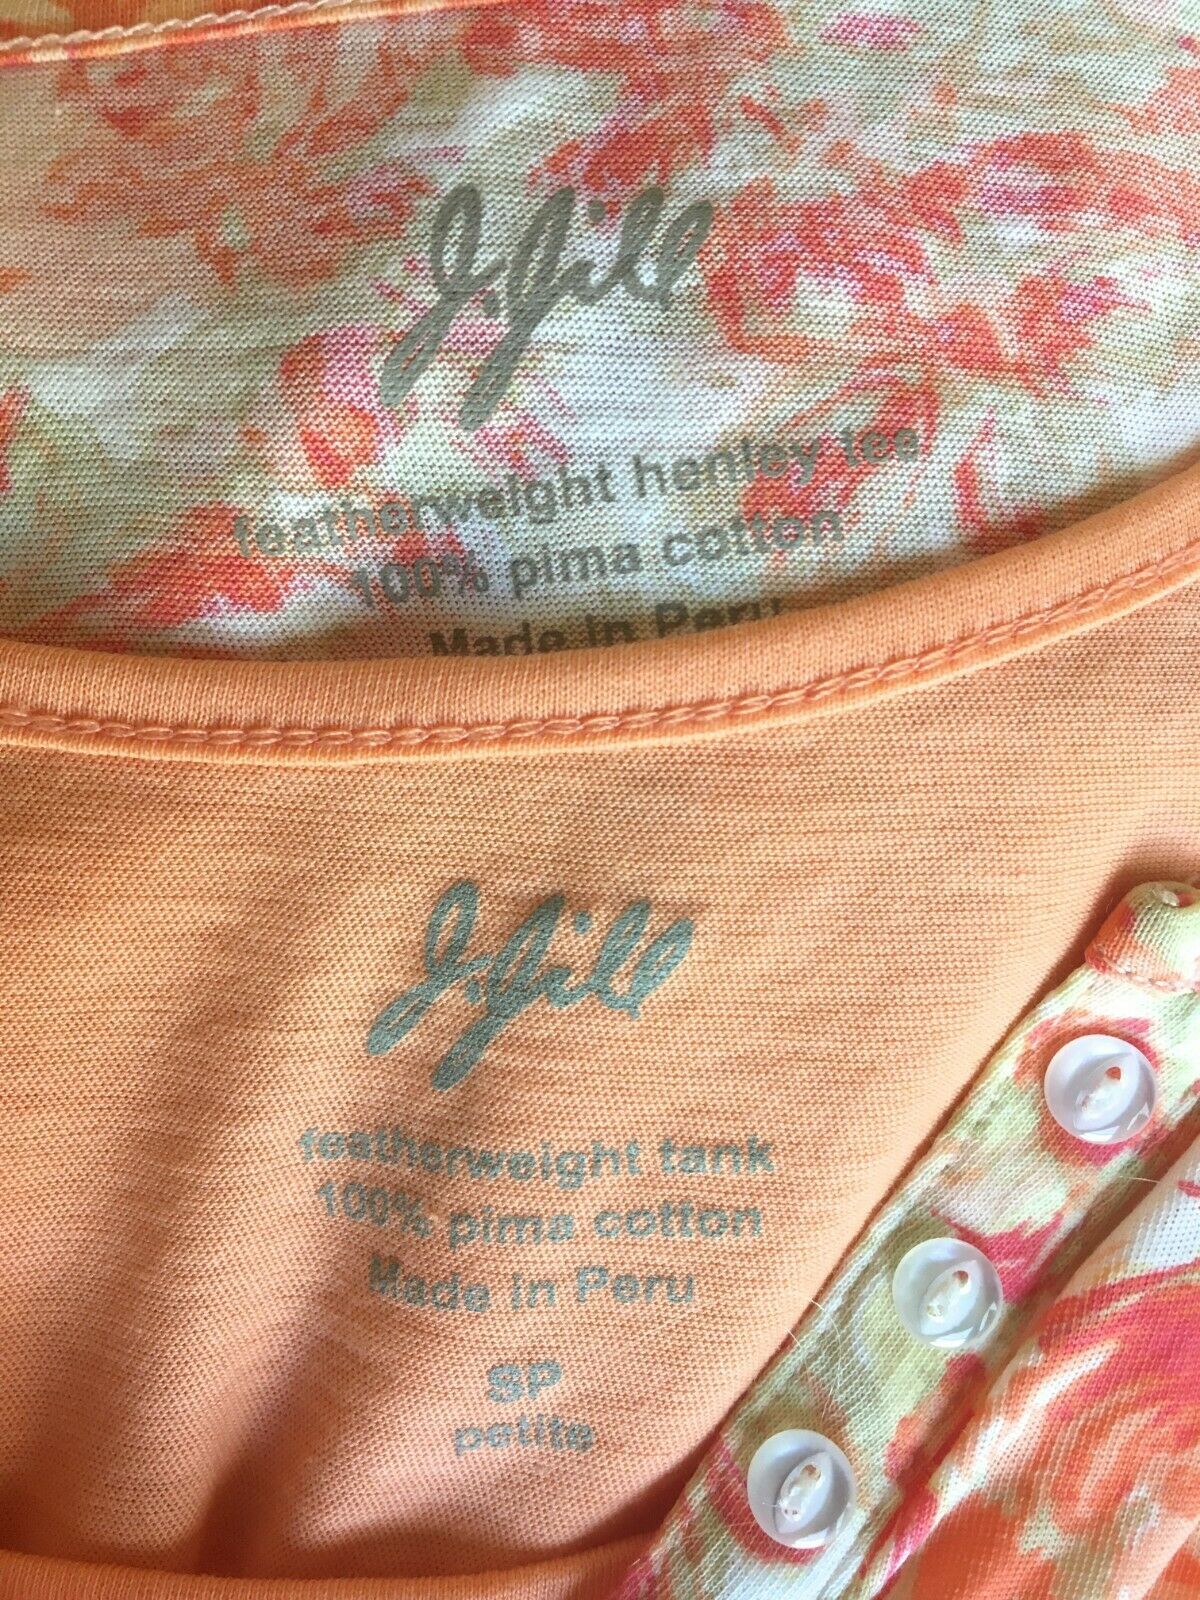 J.Jill
featherweight henley tee
100% pima cotton
Made in Peru
J.Jill
featherweight tank
100% pima cotton
Made in Peru
SP
petite